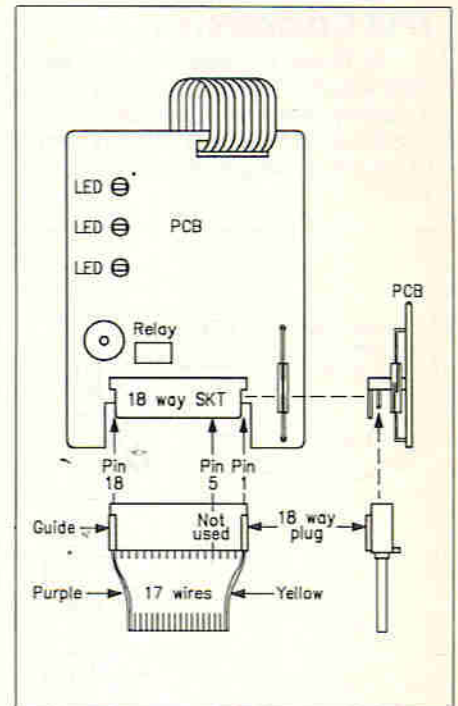 LED
LED
PCB
LED
PCB
Relay
18 way SKT
Pin
18
Pin
5
Pin
1
Guide
Not
used
18 way
plug
Purple
17 wires
Yellow